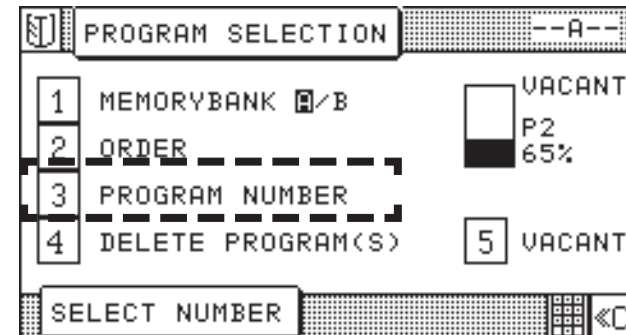 PROGRAM SELECTION --A--
1 MEMORYBANK A/B
VACANT
2 ORDER
P2
65%
3 PROGRAM NUMBER
4 DELETE PROGRAM(S)
5 VACANT
SELECT NUMBER